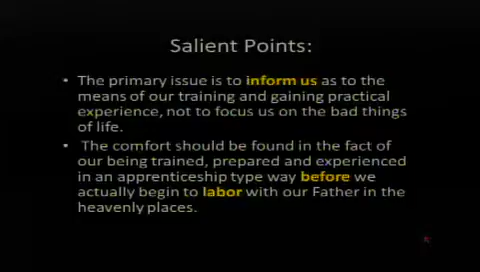 Salient Points:
• The primary issue is to inform us as to the
means of our training and gaining practical
experience, not to focus us on the bad things
of life.
• The comfort should be found in the fact of
our being trained, prepared and experienced
in an apprenticeship type way before we
actually begin to labor with our Father in the
heavenly places.